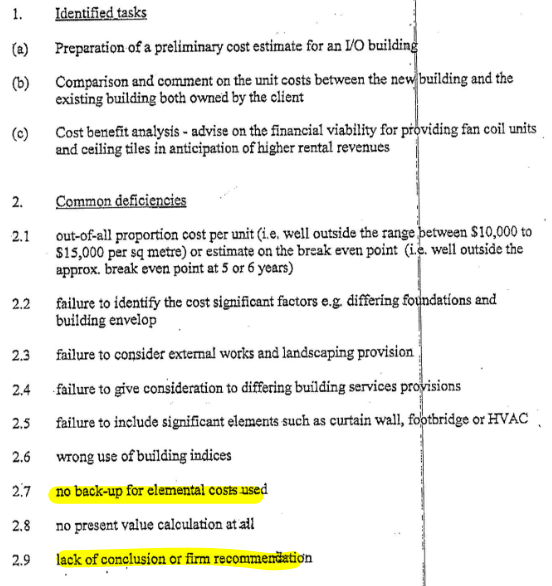 1. Identified tasks
(a) Preparation of a preliminary cost estimate for an I/O building
(b) Comparison and comment on the unit costs between the new building and the
existing building both owned by the client
(c) Cost benefit analysis - advise on the financial viability for providing fan coil units
and ceiling tiles in anticipation of higher rental revenues
2. Common deficiencies
2.1 out-of-all proportion cost per unit (i.e. well outside the range between $10,000 to
$15,000 per sq metre) or estimate on the break even point (i.e. well outside the
approx. break even point at 5 or 6 years)
2.2 failure to identify the cost significant factors e.g. differing foundations and
building envelop
2.3 failure to consider external works and landscaping provision
2.4 failure to give consideration to differing building services provisions
2.5 failure to include significant elements such as curtain wall, footbridge or HVAC
2.6 wrong use of building indices
2.7 no back-up for elemental costs used
2.8 no present value calculation at all
2.9 lack of conclusion or firm recommendation